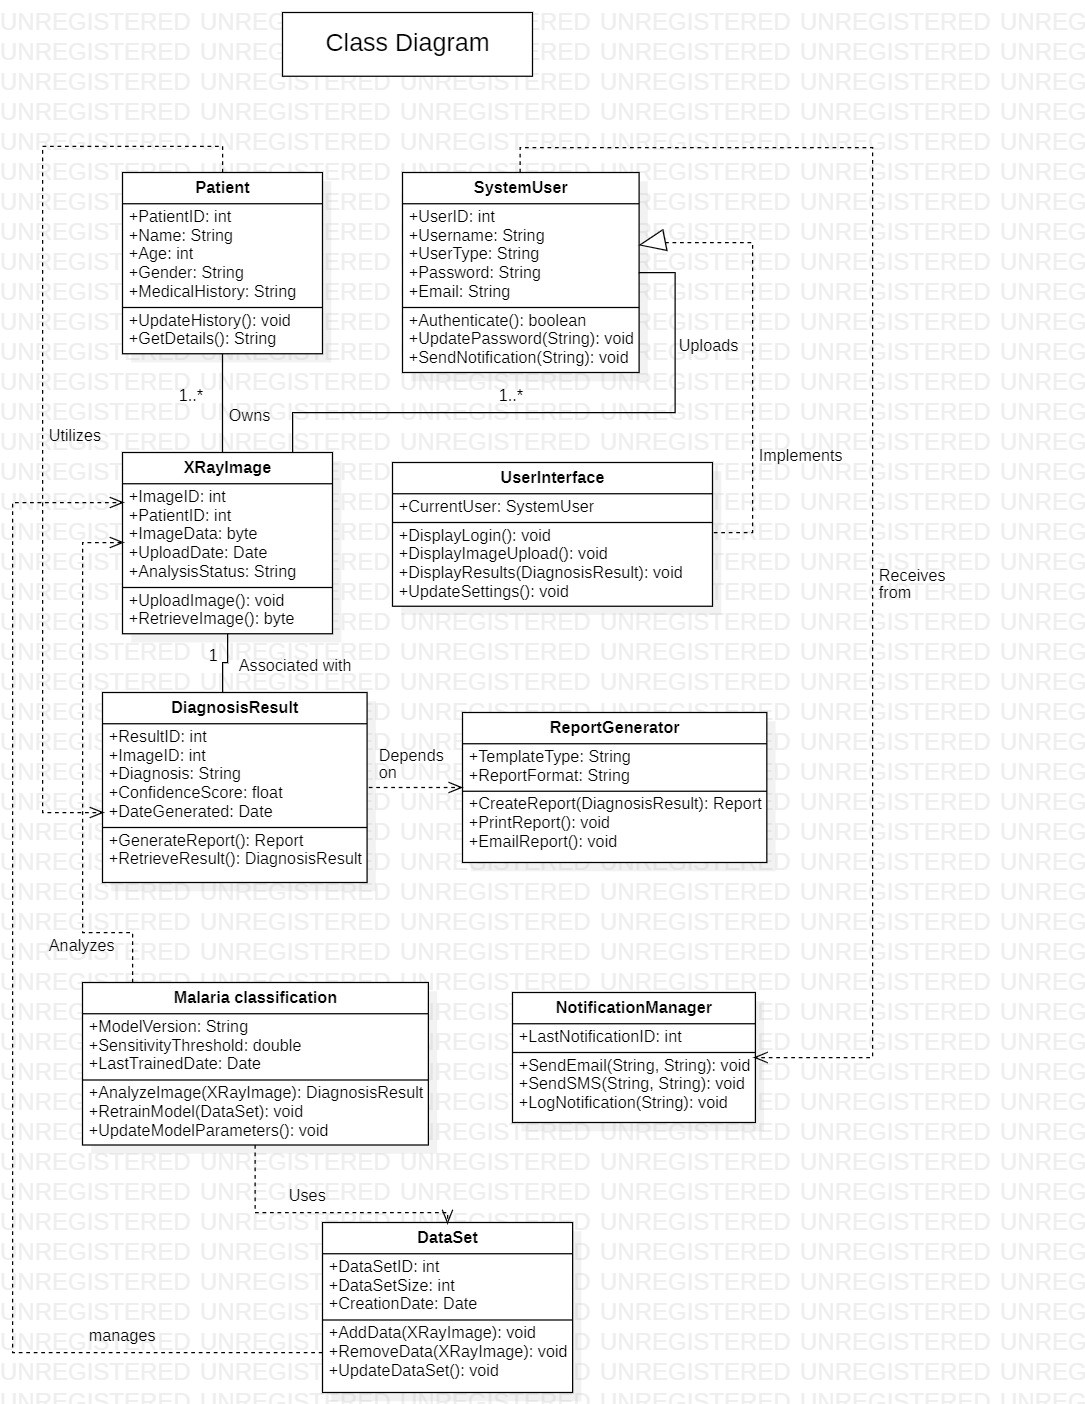 Class Diagram
Patient
+PatientID: int
+Name: String
+Age: int
+Gender: String
+MedicalHistory: String
+UpdateHistory(): void
+GetDetails(): String
SystemUser
+UserID: int
+Username: String
+UserType: String
+Password: String
+Email: String
+Authenticate(): boolean
+UpdatePassword(String): void
+SendNotification(String): void
Uploads
1..*
Owns
1..*
Utilizes
Implements
XRayImage
+ImageID: int
+PatientID: int
+ImageData: byte
+UploadDate: Date
+AnalysisStatus: String
+UploadImage(): void
+RetrieveImage(): byte
UserInterface
+CurrentUser: SystemUser
+DisplayLogin(): void
+DisplayImageUpload(): void
+DisplayResults(DiagnosisResult): void
+UpdateSettings(): void
Receives
from
1
Associated with
DiagnosisResult
+ResultID: int
+ImageID: int
+Diagnosis: String
+ConfidenceScore: float
+DateGenerated: Date
+GenerateReport(): Report
+RetrieveResult(): DiagnosisResult
Depends
on
ReportGenerator
+TemplateType: String
+ReportFormat: String
+CreateReport(DiagnosisResult): Report
+PrintReport(): void
+EmailReport(): void
Analyzes
Malaria classification
+ModelVersion: String
+SensitivityThreshold: double
+LastTrainedDate: Date
+AnalyzeImage(XRayImage): DiagnosisResult
+RetrainModel(DataSet): void
+UpdateModelParameters(): void
NotificationManager
+LastNotificationID: int
+SendEmail(String, String): void
+SendSMS(String, String): void
+LogNotification(String): void
Uses
DataSet
+DataSetID: int
+DataSetSize: int
+CreationDate: Date
+AddData(XRayImage): void
+RemoveData(XRayImage): void
+UpdateDataSet(): void
manages
UNREGISTERED